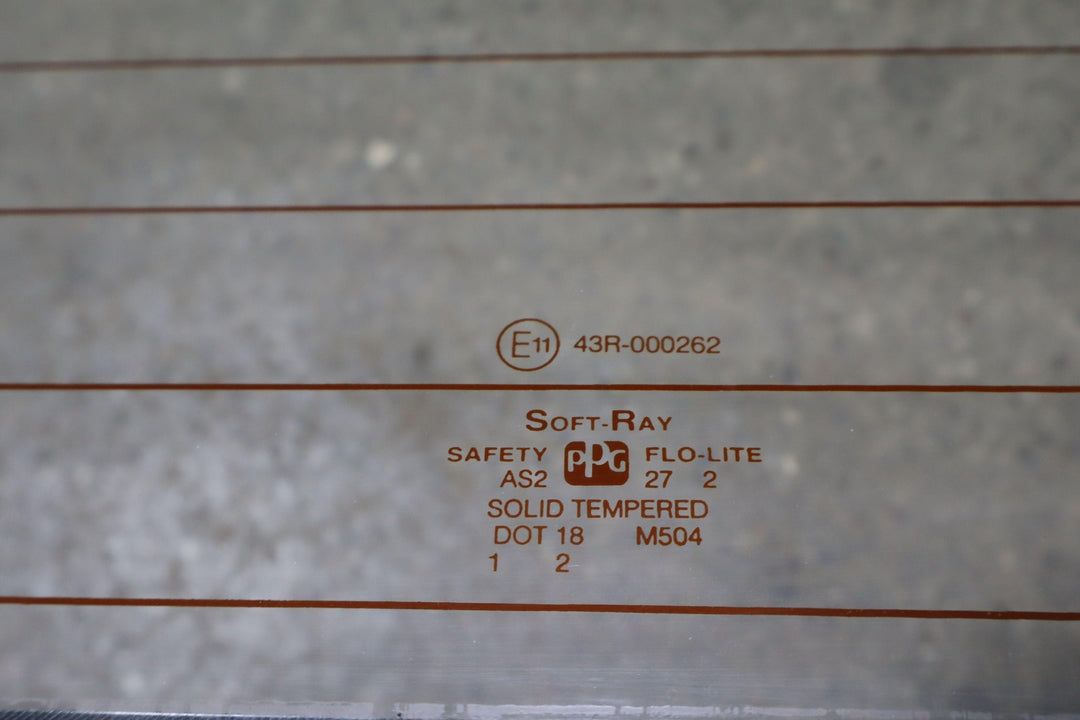 E11 43R-000262
SOFT-RAY
SAFETY PPG FLO-LITE
AS2 27 2
SOLID TEMPERED
DOT 18 M504
1 2